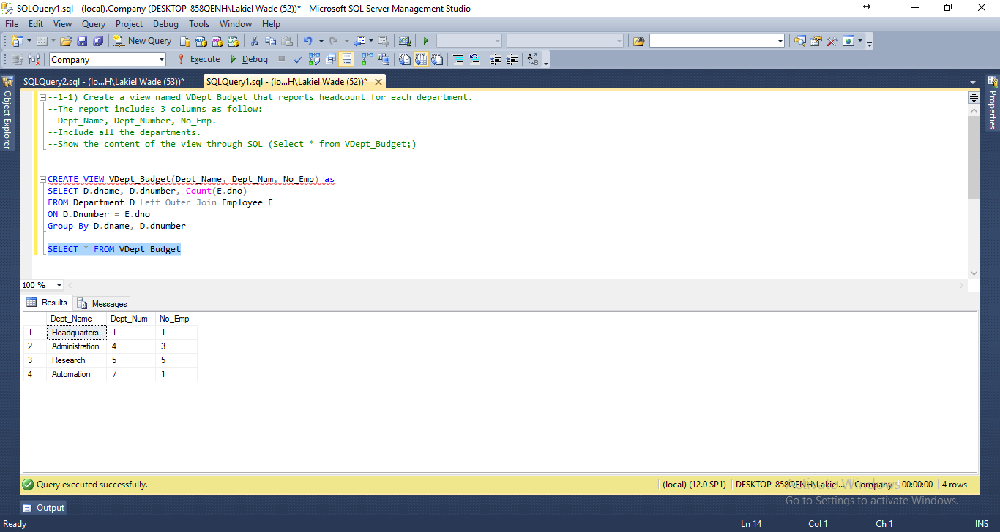 SQLQuery1.sql - (local).Company (DESKTOP-858QENH\Lakiel Wade (52))* - Microsoft SQL Server Management Studio
File Edit View Query Project Debug Tools Window Help
New Query
Company Execute Debug
SQLQuery2.sql - (lo...H\Lakiel Wade (53))* SQLQuery1.sql - (lo...H\Lakiel Wade (52))*
Object Explorer
Properties
--1-1) Create a view named VDept_Budget that reports headcount for each department.
--The report includes 3 columns as follow:
--Dept_Name, Dept_Number, No_Emp.
--Include all the departments.
--Show the content of the view through SQL (Select * from VDept_Budget;)
CREATE VIEW VDept_Budget(Dept_Name, Dept_Num, No_Emp) as
SELECT D.dname, D.dnumber, Count(E.dno)
FROM Department D Left Outer Join Employee E
ON D.Dnumber = E.dno
Group By D.dname, D.dnumber
SELECT * FROM VDept_Budget
100 %
Results Messages
Dept_Name Dept_Num No_Emp
1 Headquarters 1 1
2 Administration 4 3
3 Research 5 5
4 Automation 7 1
Query executed successfully. (local) (12.0 SP1) DESKTOP-858QENH\Lakiel... Company 00:00:00 4 rows
Activate Windows
Go to Settings to activate Windows.
Output
Ready Ln 14 Col 1 Ch 1 INS